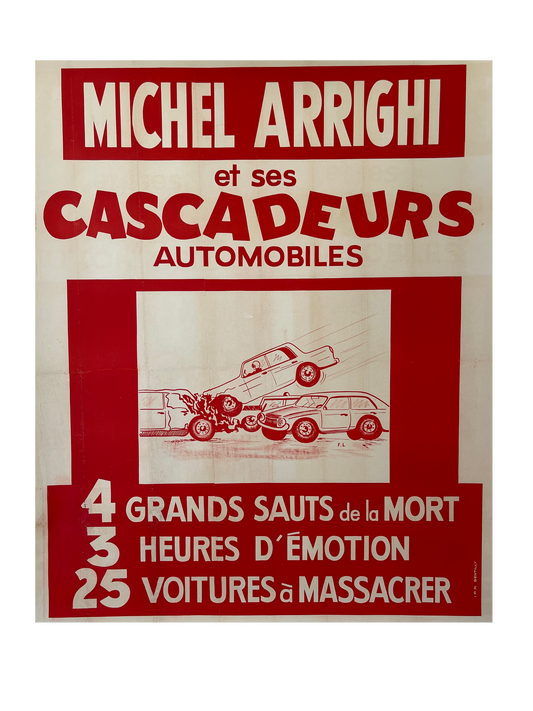 MICHEL ARRIGHI
et ses
CASCADEURS
AUTOMOBILES
F.L
4 GRANDS SAUTS de la MORT
3 HEURES D'ÉMOTION
25 VOITURES à MASSACRER